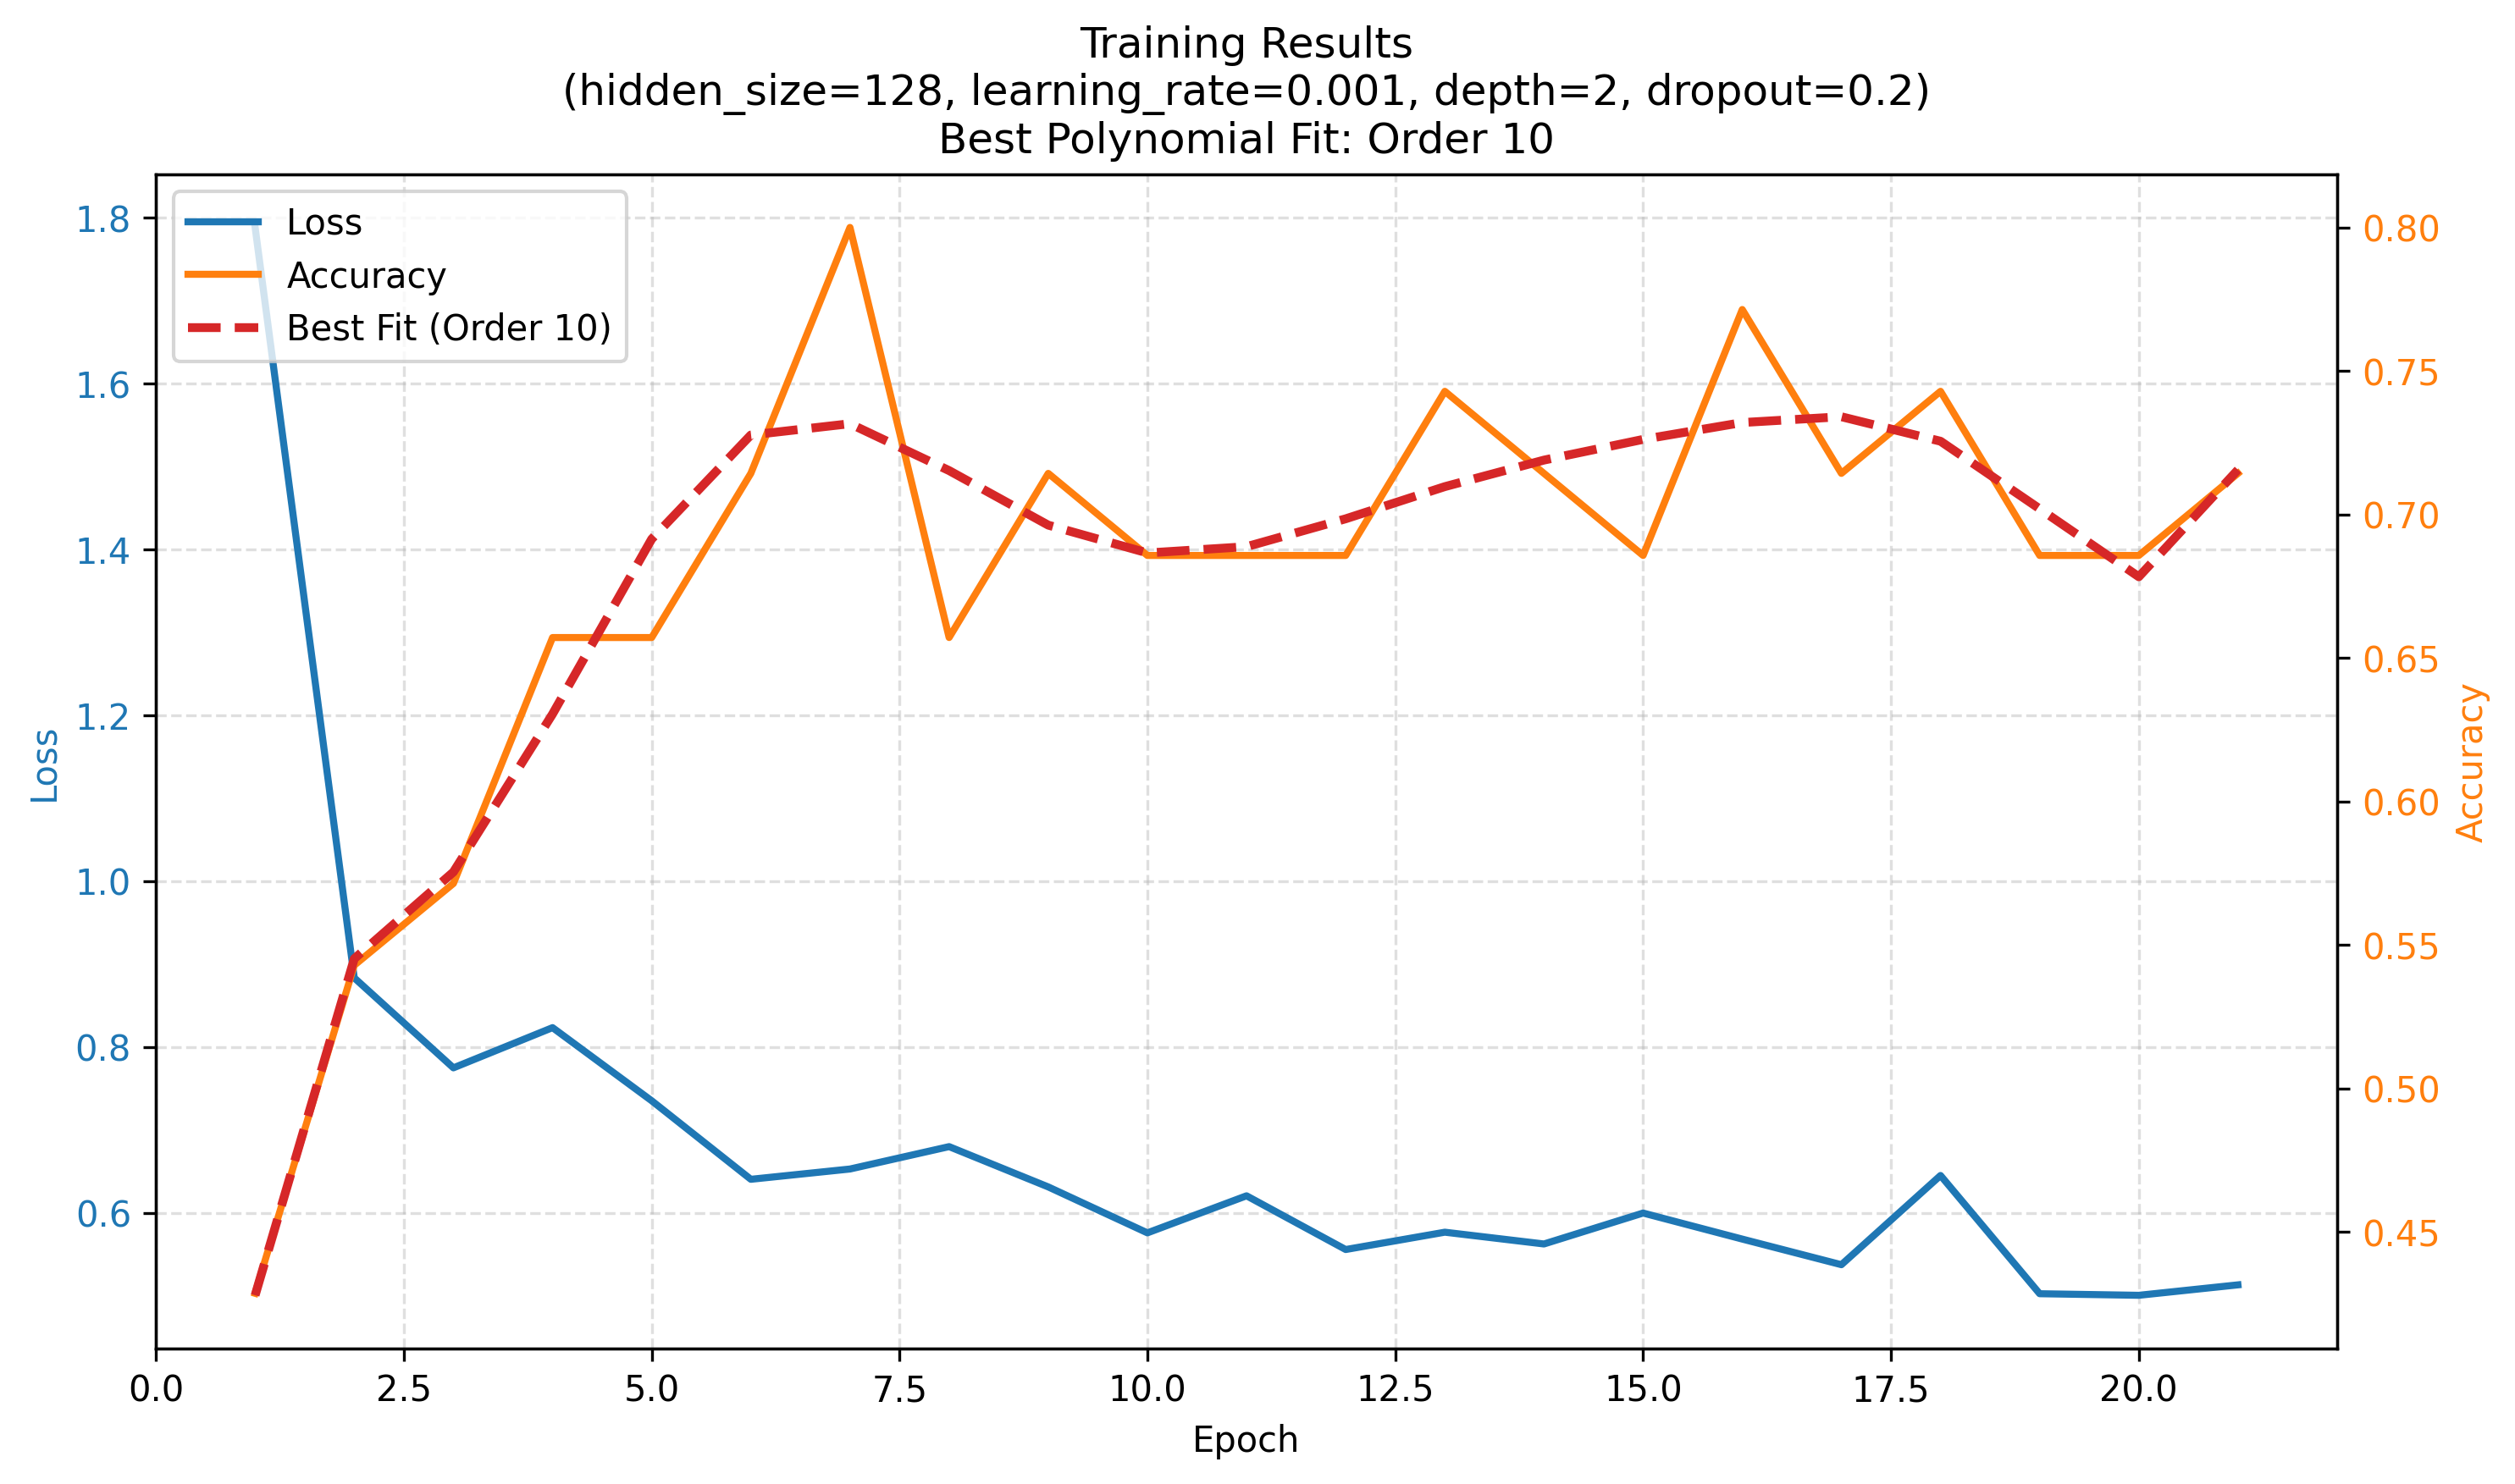 Training Results
(hidden_size=128, learning_rate=0.001, depth=2, dropout=0.2)
Best Polynomial Fit: Order 10
Loss
Accuracy
Best Fit (Order 10)
1.8
1.6
1.4
1.2
1.0
0.8
0.6
Loss
0.80
0.75
0.70
0.65
0.60
0.55
0.50
0.45
Accuracy
0.0 2.5 5.0 7.5 10.0 12.5 15.0 17.5 20.0
Epoch